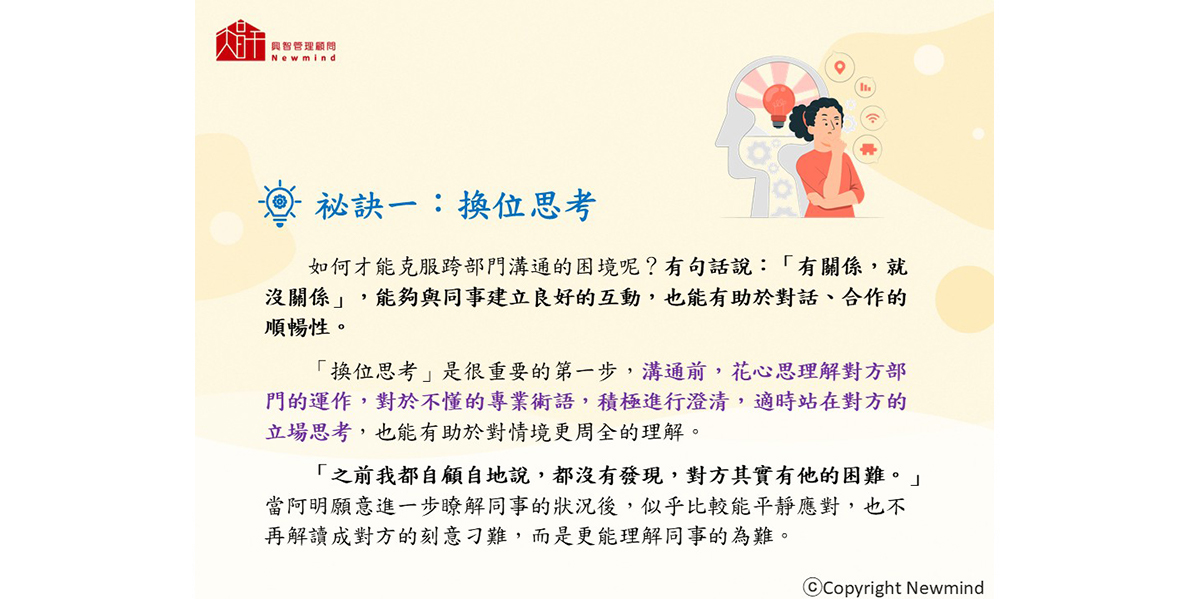 興智管理顧問
Newmind
祕訣一：換位思考
如何才能克服跨部門溝通的困境呢？有句話說：「有關係，就
沒關係」，能夠與同事建立良好的互動，也能有助於對話、合作的
順暢性。
「換位思考」是很重要的第一步，溝通前，花心思理解對方部
門的運作，對於不懂的專業術語，積極進行澄清，適時站在對方的
立場思考，也能有助於對情境更周全的理解。
「之前我都自顧自地說，都沒有發現，對方其實有他的困難。」
當阿明願意進一步瞭解同事的狀況後，似乎比較能平靜應對，也不
再解讀成對方的刻意刁難，而是更能理解同事的為難。
ⓒCopyright Newmind